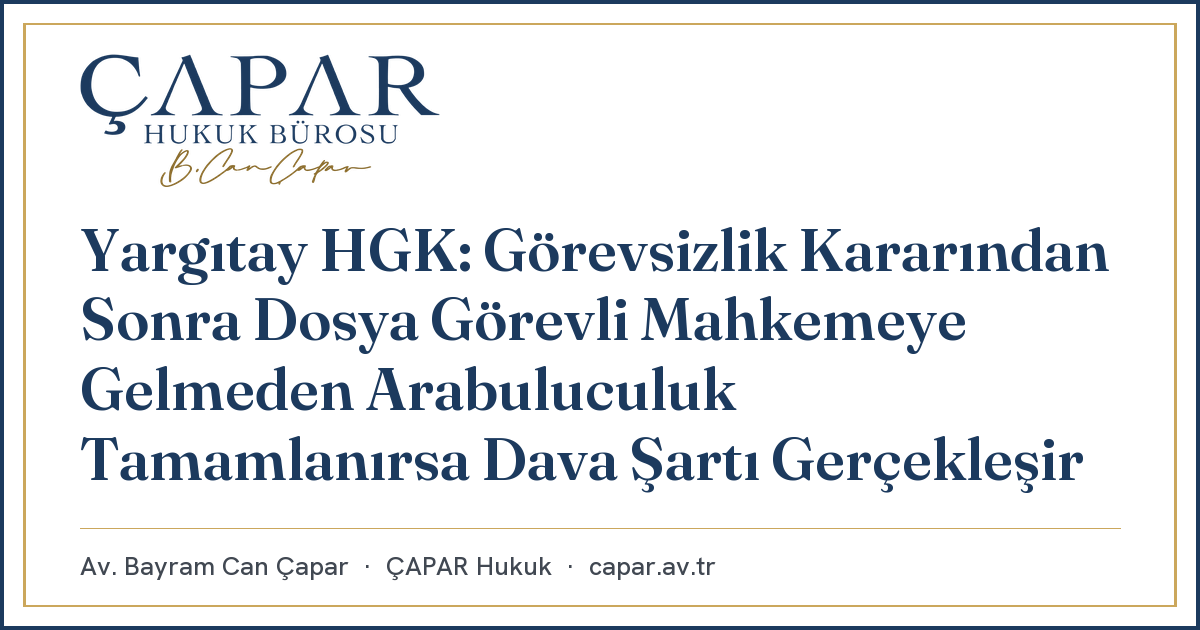 ÇAPAR
HUKUK BÜROSU
B.Can Çapar
Yargıtay HGK: Görevsizlik Kararından
Sonra Dosya Görevli Mahkemeye
Gelmeden Arabuluculuk
Tamamlanırsa Dava Şartı Gerçekleşir
Av. Bayram Can Çapar · ÇAPAR Hukuk · capar.av.tr